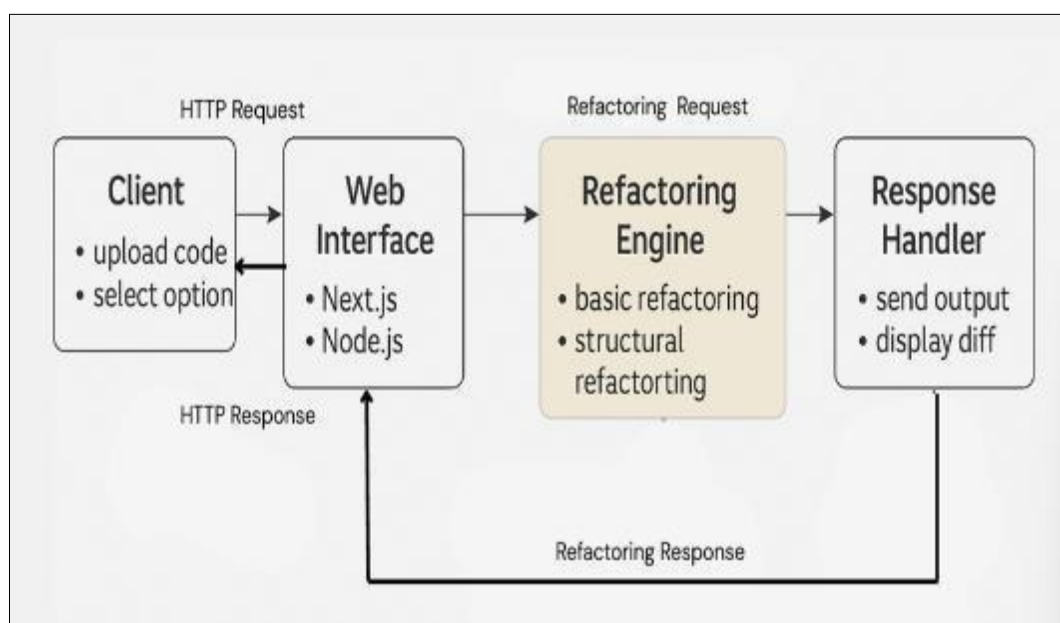 HTTP Request
Refactoring Request
Client
• upload code
• select option
Web
Interface
• Next.js
• Node.js
Refactoring
Engine
• basic refactoring
• structural
refactorting
Response
Handler
• send output
• display diff
HTTP Response
Refactoring Response